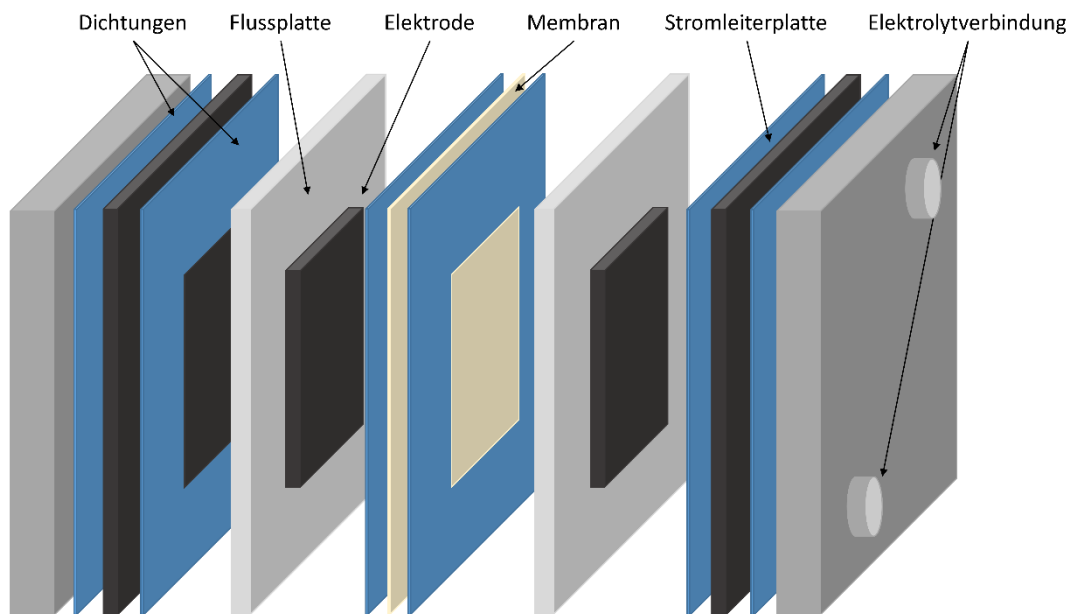 Dichtungen
Flussplatte
Elektrode
Membran
Stromleiterplatte
Elektrolytverbindung